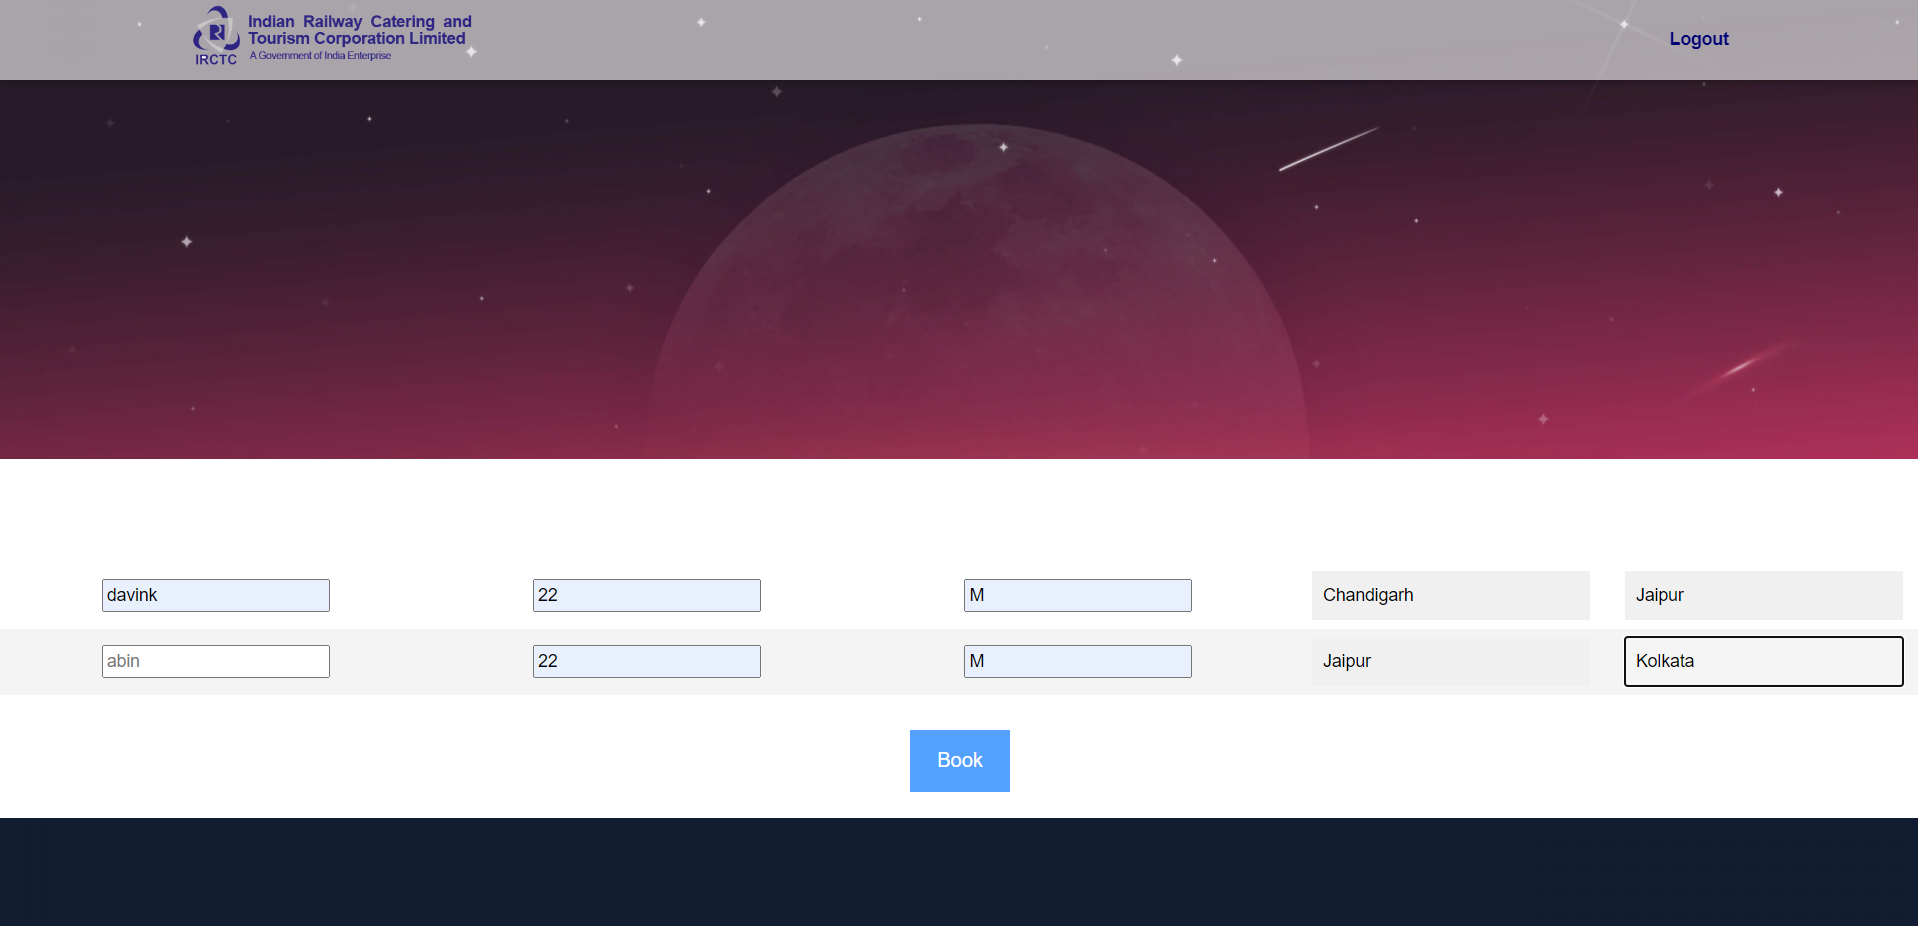 Indian Railway Catering and
Tourism Corporation Limited
A Government of India Enterprise
IRCTC
Logout
davink 22 M Chandigarh Jaipur
abin 22 M Jaipur Kolkata
Book